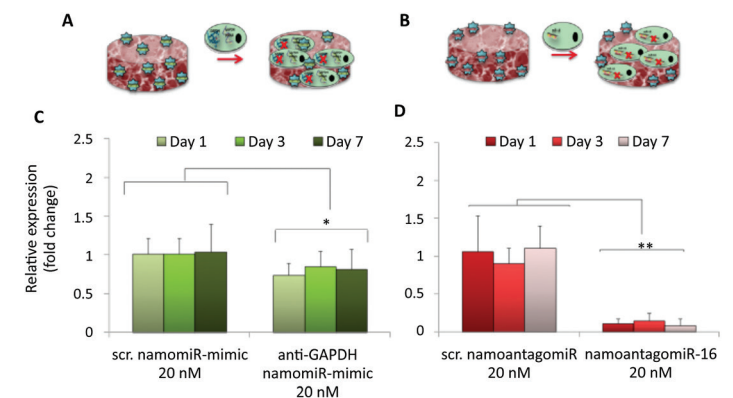 A
B
C
2.5
2
1.5
1
0.5
0
Relative expression
(fold change)
Day 1
Day 3
Day 7
*
scr. namomiR-mimic
20 nM
anti-GAPDH
namomiR-mimic
20 nM
D
2.5
2
1.5
1
0.5
0
Day 1
Day 3
Day 7
**
scr. namoantagomiR
20 nM
namoantagomiR-16
20 nM